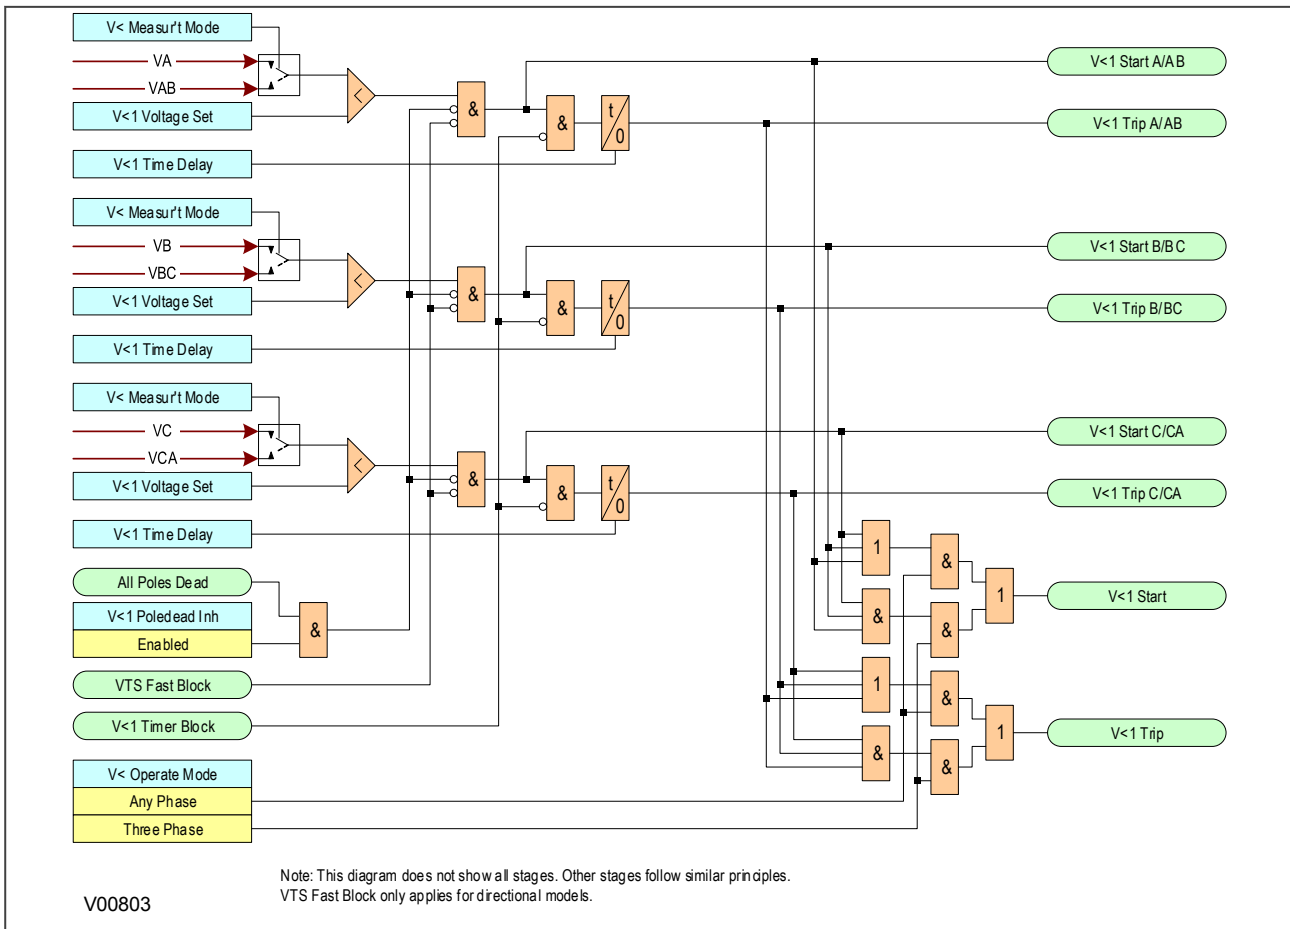 V< Measur't Mode
VA
VAB
V<1 Voltage Set
V<1 Time Delay
<
&
&
t
0
V<1 Start A/AB
V<1 Trip A/AB
V< Measur't Mode
VB
VBC
V<1 Voltage Set
V<1 Time Delay
<
&
&
t
0
V<1 Start B/BC
V<1 Trip B/BC
V< Measur't Mode
VC
VCA
V<1 Voltage Set
V<1 Time Delay
<
&
&
t
0
V<1 Start C/CA
V<1 Trip C/CA
All Poles Dead
V<1 Poledead Inh
Enabled
&
VTS Fast Block
V<1 Timer Block
V< Operate Mode
Any Phase
Three Phase
1
&
&
&
1
V<1 Start
1
&
&
&
1
V<1 Trip
Note: This diagram does not show all stages. Other stages follow similar principles.
VTS Fast Block only applies for directional models.
V00803